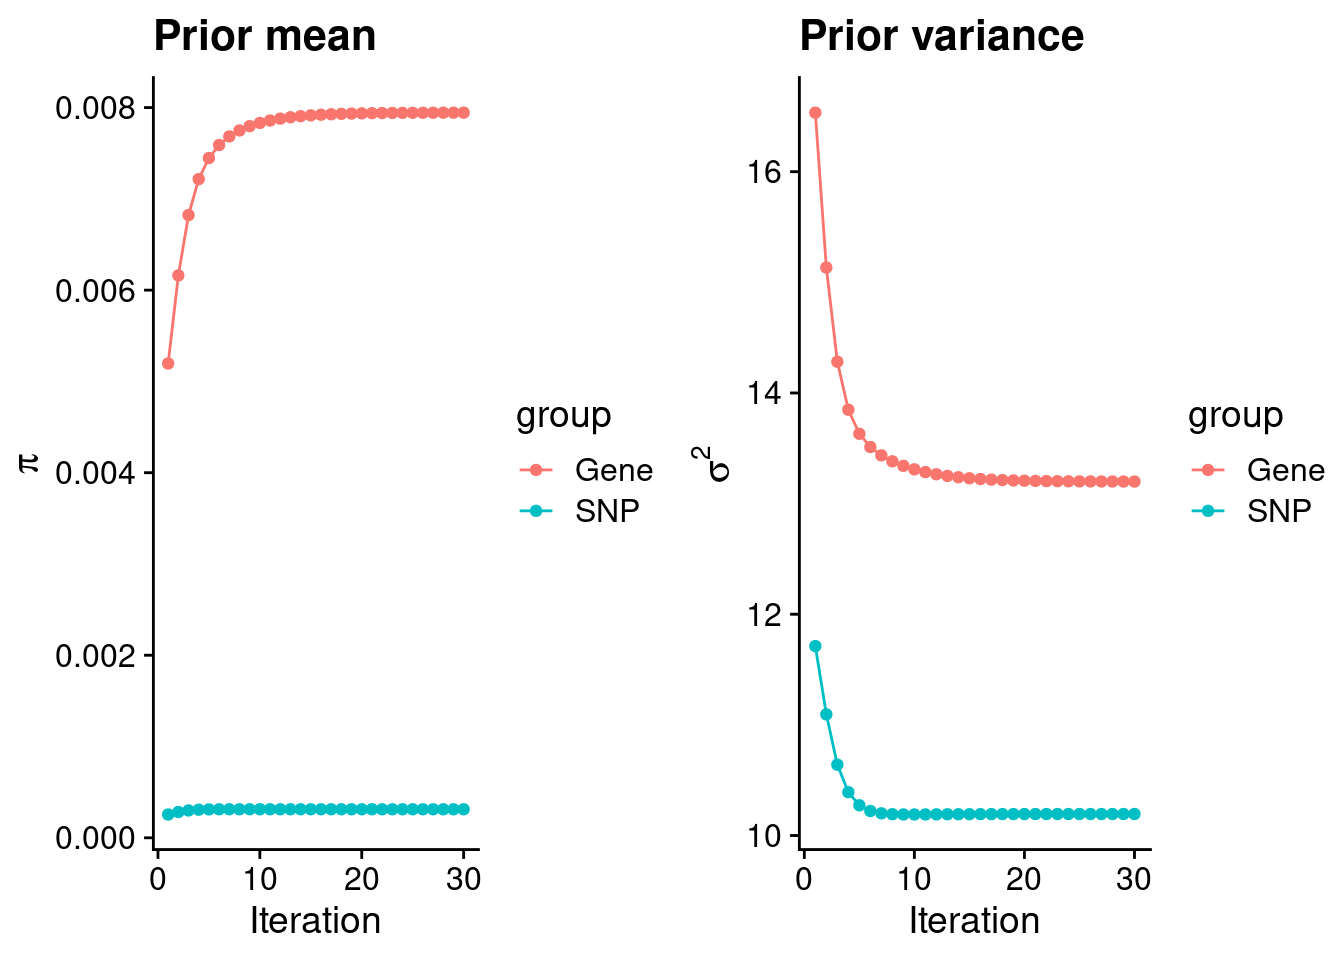 Prior mean
0.008
0.006
0.004
0.002
0.000
π
0 10 20 30
Iteration
group
Gene
SNP
Prior variance
16
14
12
10
σ²
0 10 20 30
Iteration
group
Gene
SNP